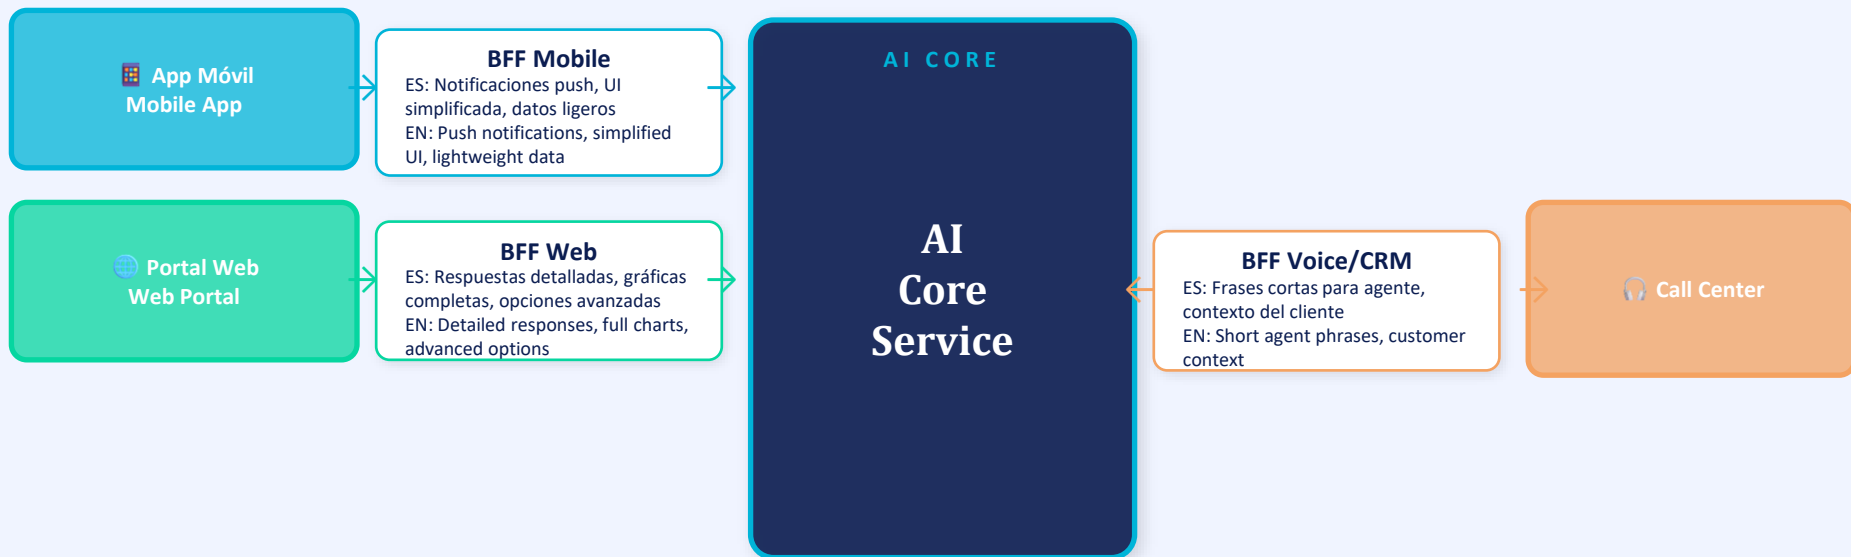 App Móvil
Mobile App
BFF Mobile
ES: Notificaciones push, UI
simplificada, datos ligeros
EN: Push notifications, simplified
UI, lightweight data
Portal Web
Web Portal
BFF Web
ES: Respuestas detalladas, gráficas
completas, opciones avanzadas
EN: Detailed responses, full charts,
advanced options
AI CORE
AI
Core
Service
BFF Voice/CRM
ES: Frases cortas para agente,
contexto del cliente
EN: Short agent phrases, customer
context
Call Center